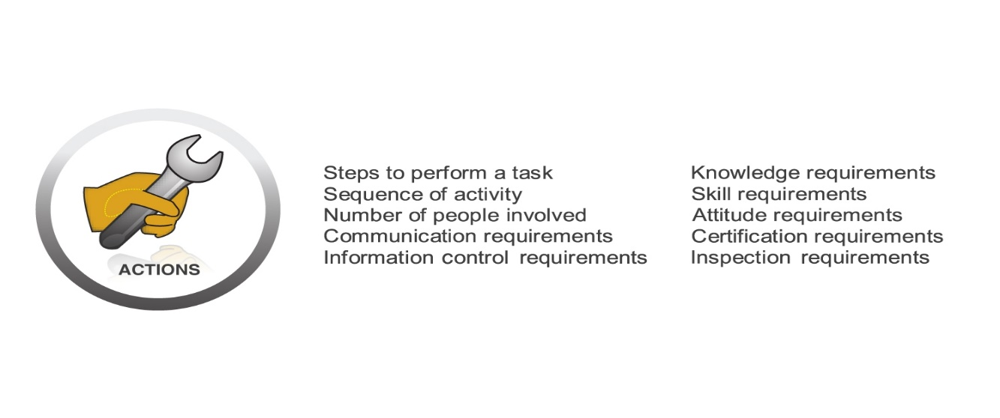 ACTIONS
Steps to perform a task
Sequence of activity
Number of people involved
Communication requirements
Information control requirements
Knowledge requirements
Skill requirements
Attitude requirements
Certification requirements
Inspection requirements